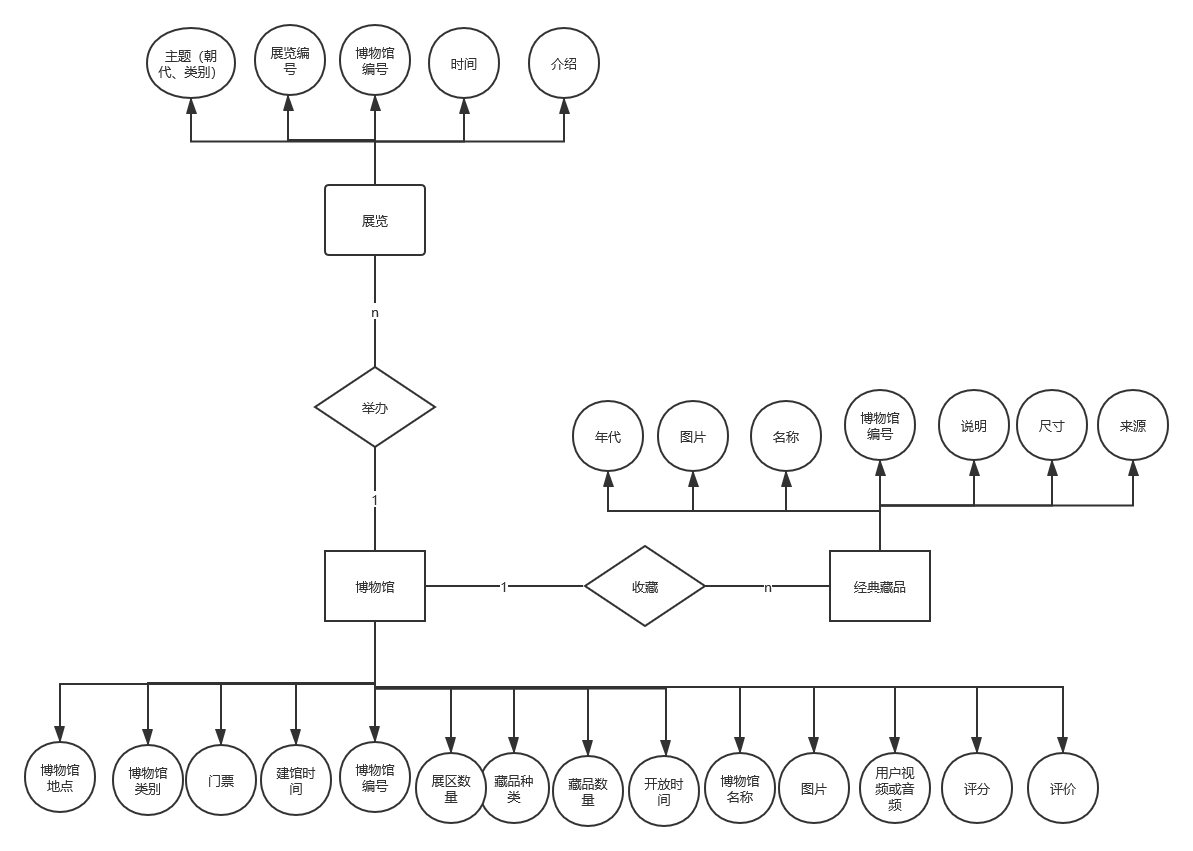 主题（朝
代、类别）
展览编
号
博物馆
编号
时间
介绍
展览
n
举办
1
年代
图片
名称
博物馆
编号
说明
尺寸
来源
博物馆
1
收藏
n
经典藏品
博物馆
地点
博物馆
类别
门票
建馆时
间
博物馆
编号
展区数
量
藏品种
类
藏品数
量
开放时
间
博物馆
名称
图片
用户视
频或音
频
评分
评价